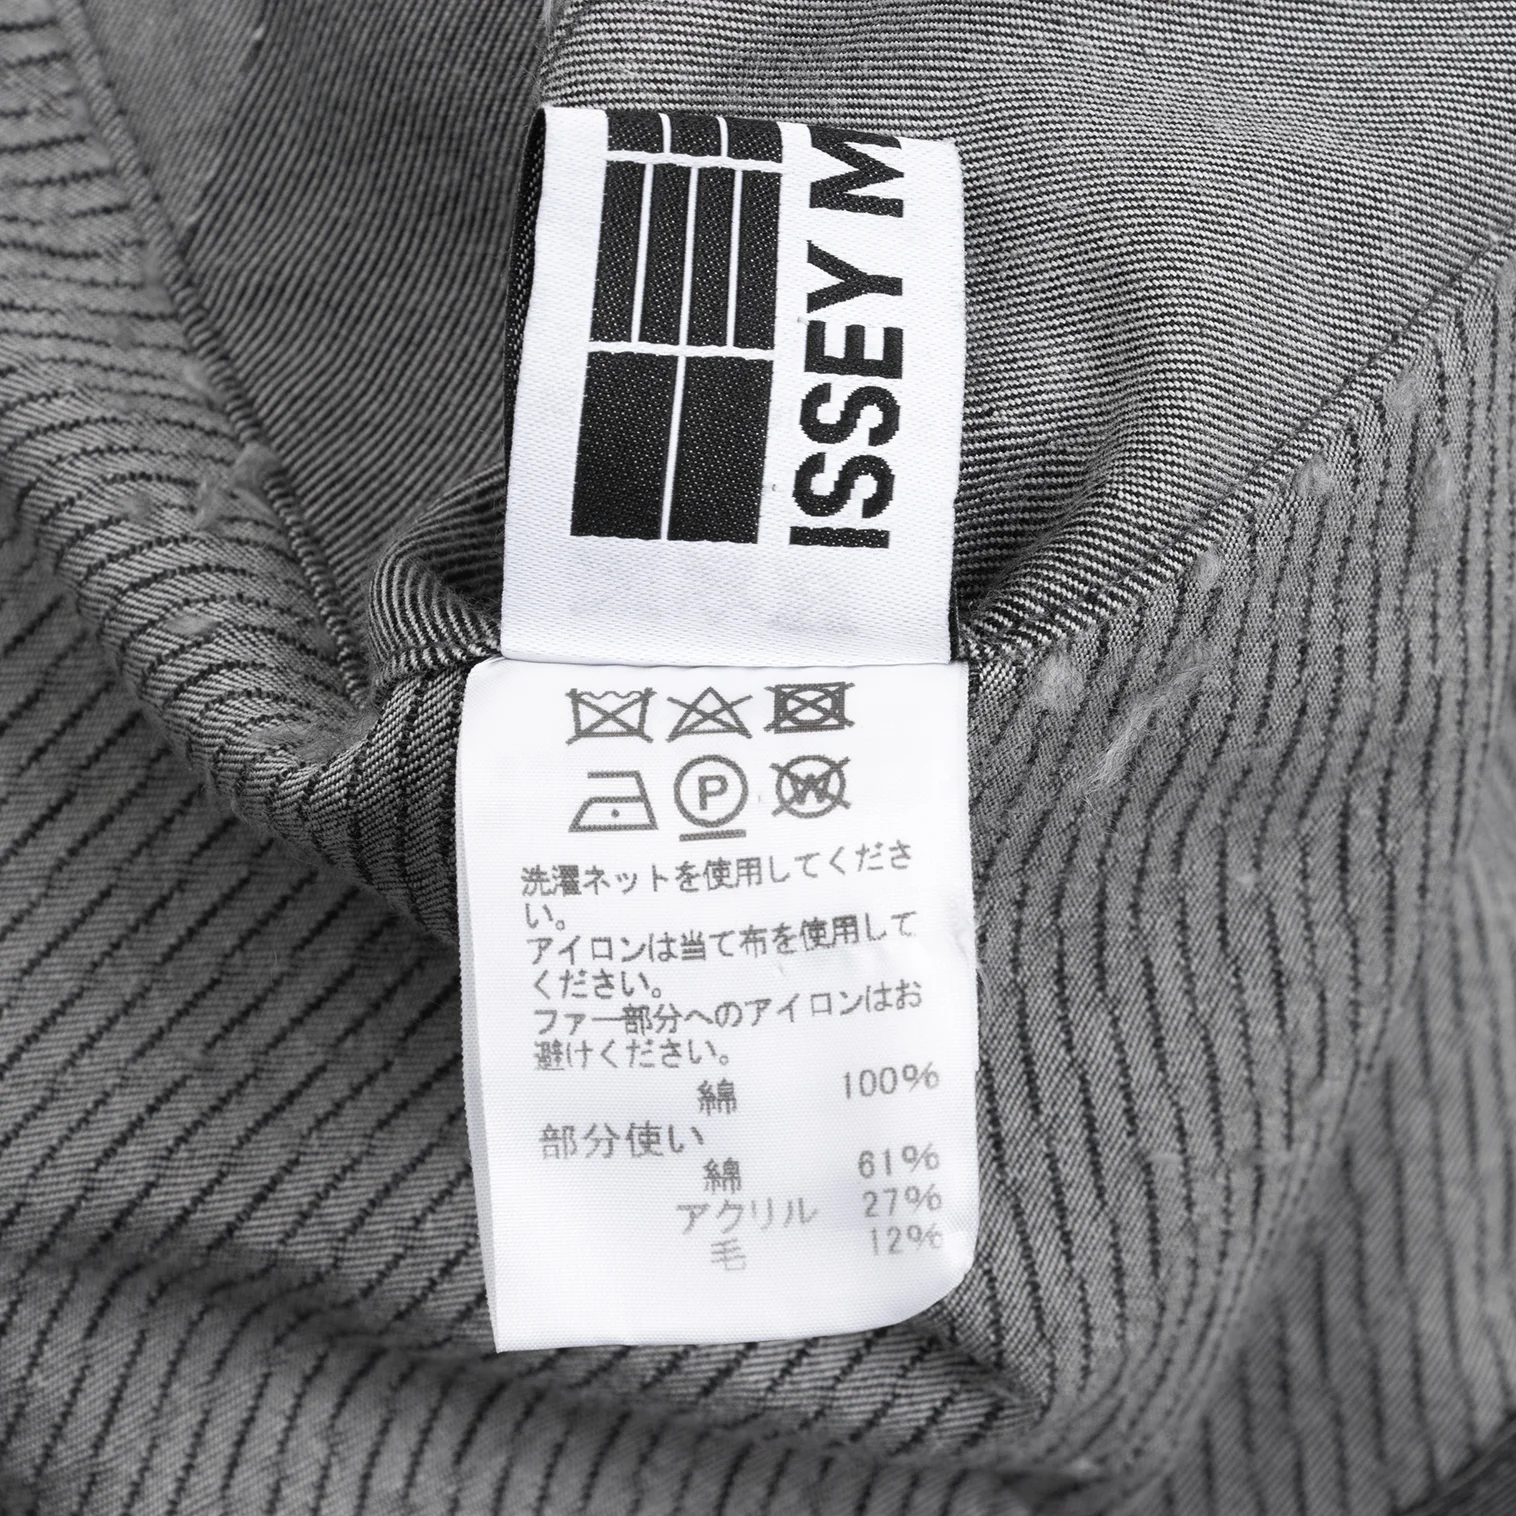 ISSEY M
P
W
洗濯ネットを使用してくださ
い。
アイロンは当て布を使用して
ください。
ファー部分へのアイロンはお
避けください。
綿 100%
部分使い
綿 61%
アクリル 27%
毛 12%